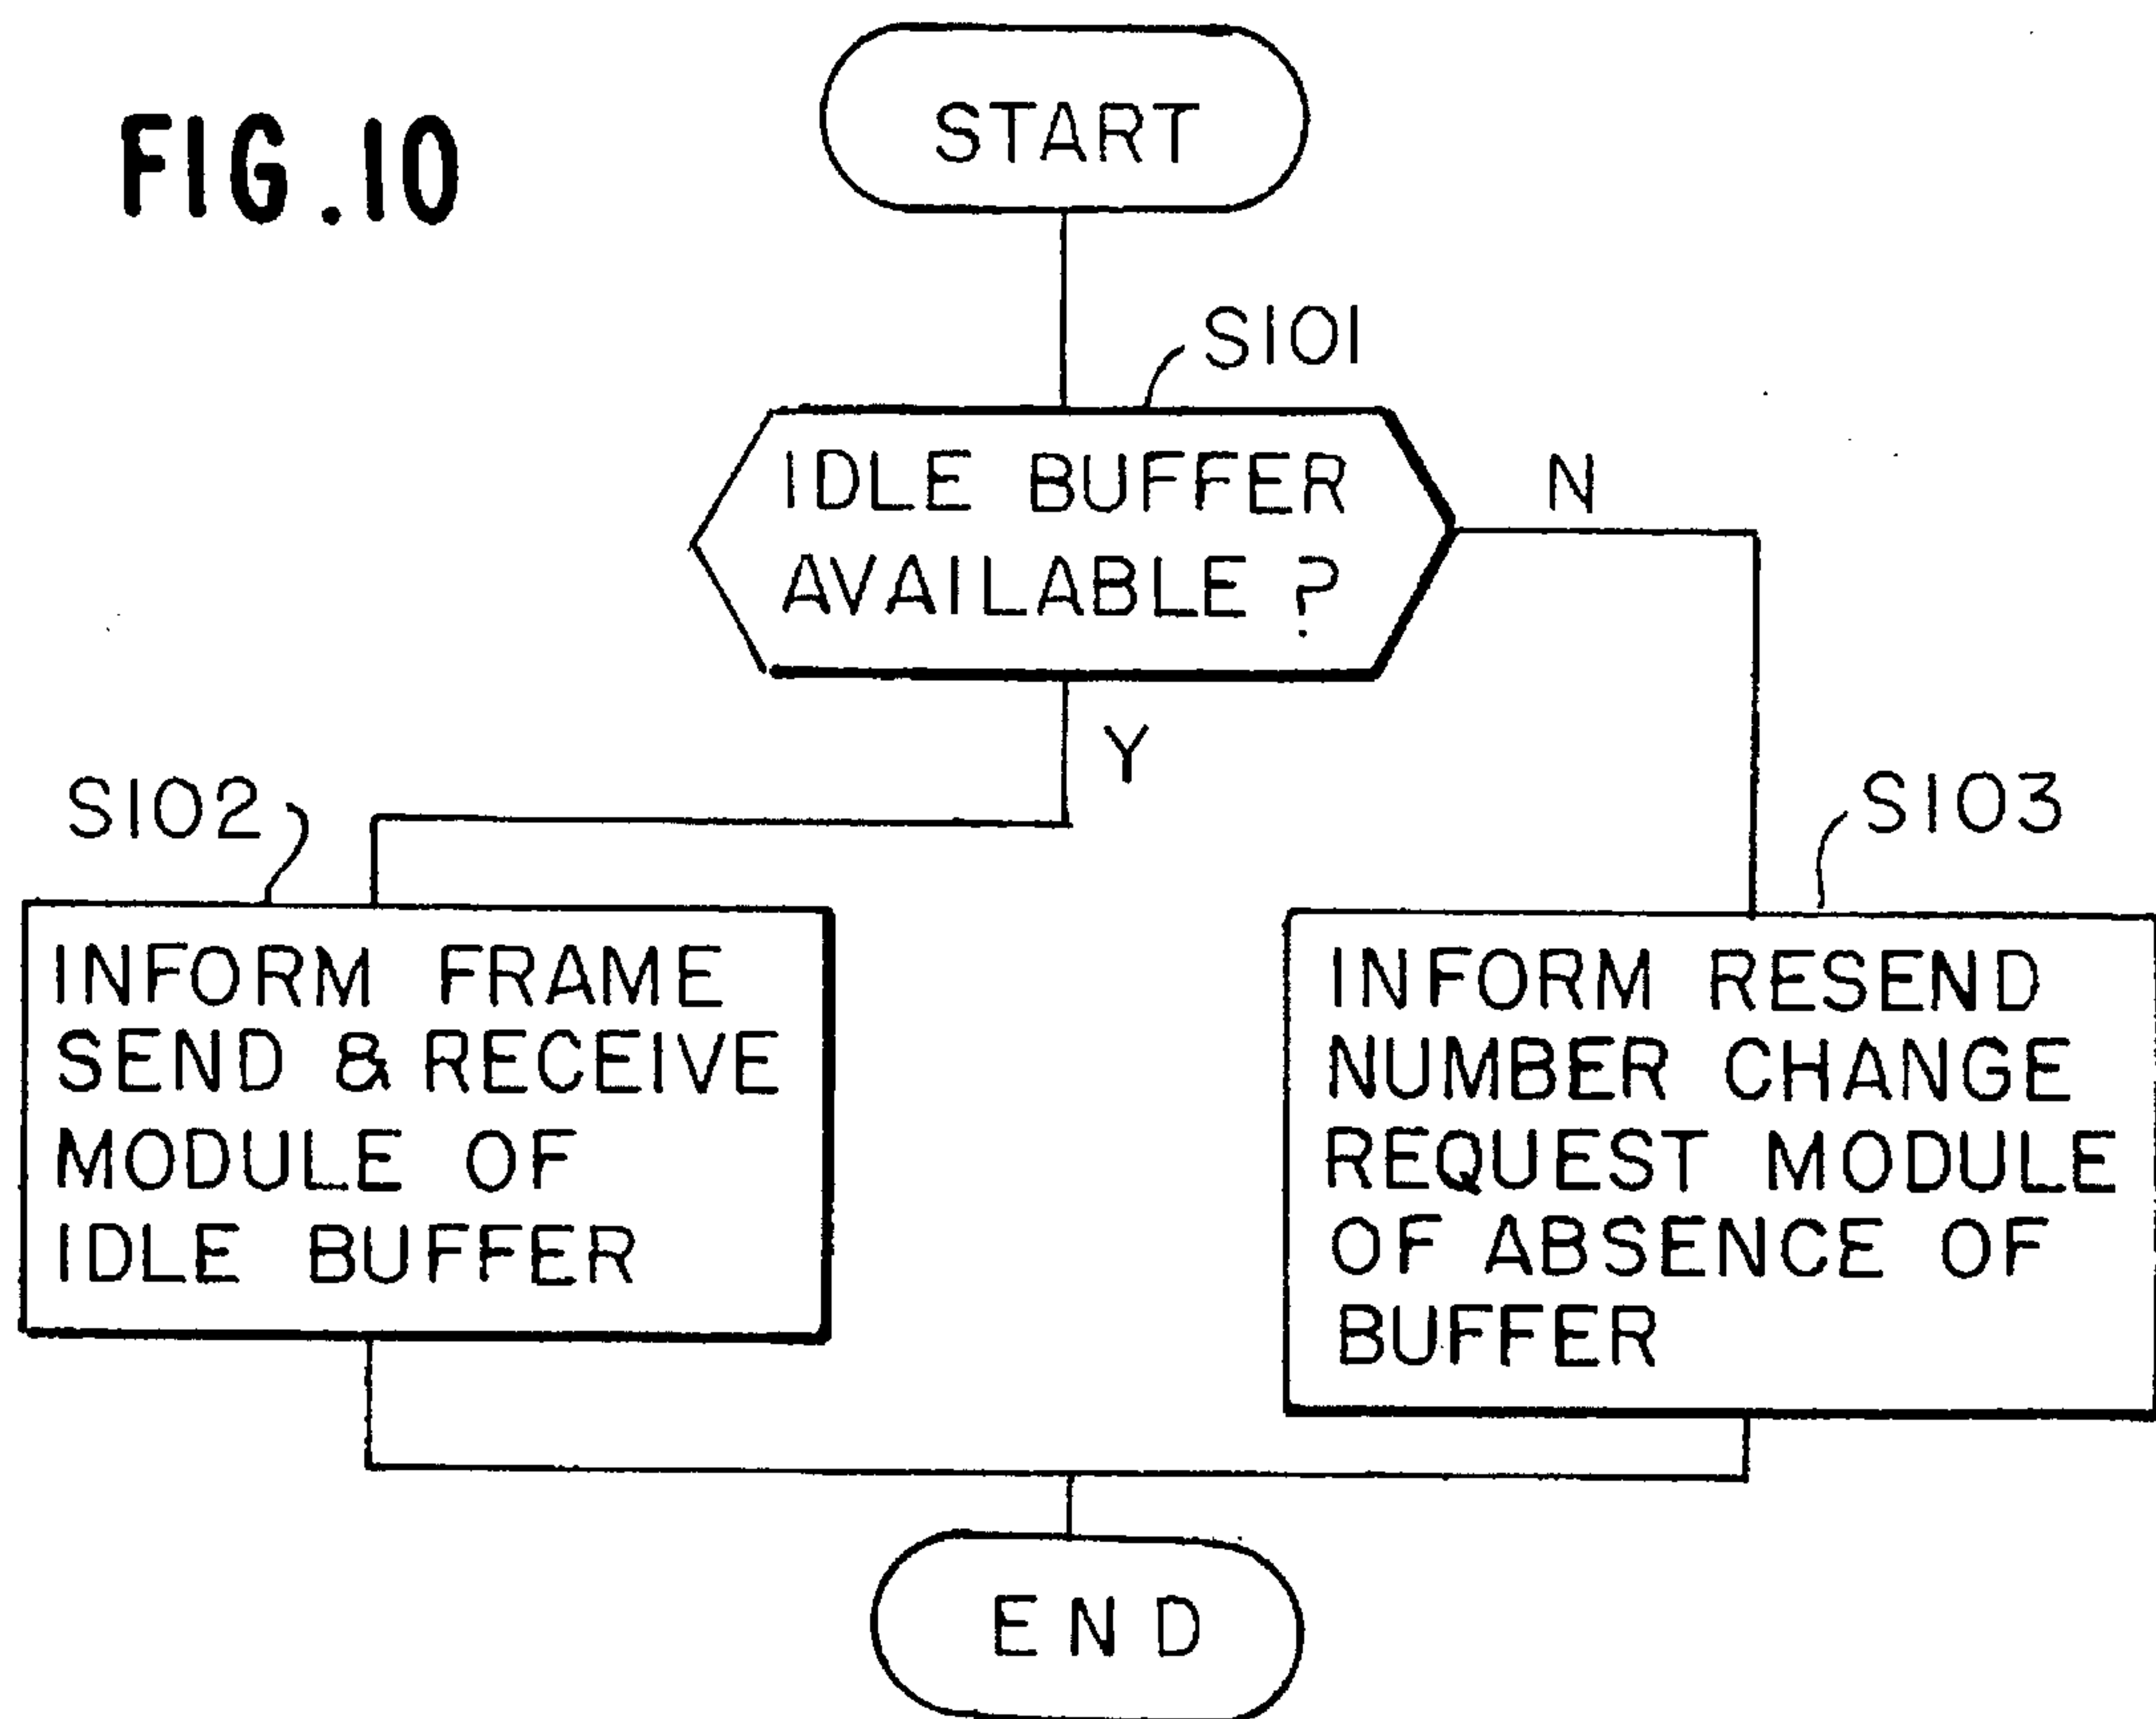 FIG.10
START
S101
IDLE BUFFER
AVAILABLE ?
N
Y
S102
INFORM FRAME
SEND & RECEIVE
MODULE OF
IDLE BUFFER
S103
INFORM RESEND
NUMBER CHANGE
REQUEST MODULE
OF ABSENCE OF
BUFFER
END